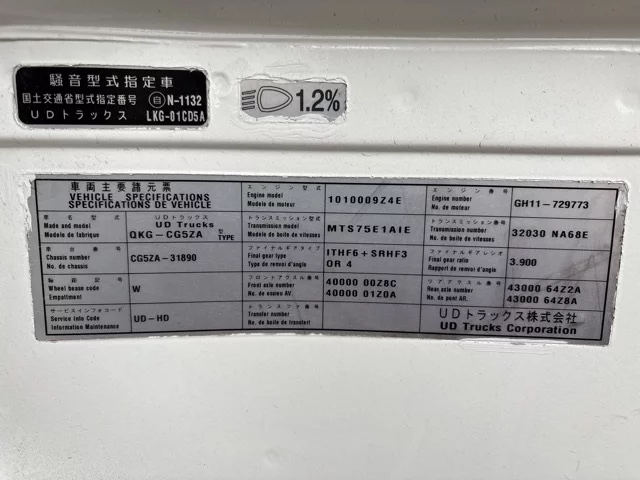 騒音型式指定車
国土交通省型式指定番号 自 N-1132
UDトラックス LKG-01CD5A
1.2%
車両主要諸元票
VEHICLE SPECIFICATIONS
SPECIFICATIONS DE VEHICLE
車名型式 UDトラックス
Made and model UD Trucks
Modele de fabrique QKG-CG5ZA 型 TYPE
車台番号
Chassis number CG5ZA-31890
No. de chassis
軸距記号
Wheel base code W
Empattement
サービスインフォコード
Service Info Code UD-HD
Information Maintenance
エンジン型式
Engine model 1010009Z4E
Modele de moteur
トランスミッション型式
Transmission model MTS75E1AIE
Modele de boite de vitesses
ファイナルギアタイプ
Final gear type ITHF6+SRHF3
Type de renvoi d'angle OR 4
フロントアクスル番号
Front axle number 40000 00Z8C
No. de essieu AV. 40000 01Z0A
トランスファ番号
Transfer number
No. de boite de transfert
エンジン番号
Engine number GH11-729773
No. de moteur
トランスミッション番号
Transmission number 32030 NA68E
No. de boite de vitesses
ファイナルギアレシオ
Final gear ratio 3.900
Rapport de renvoi d'angle
リアアクスル番号
Rear axle number 43000 64Z2A
No. de pont AR. 43000 64Z8A
UDトラックス株式会社
UD Trucks Corporation